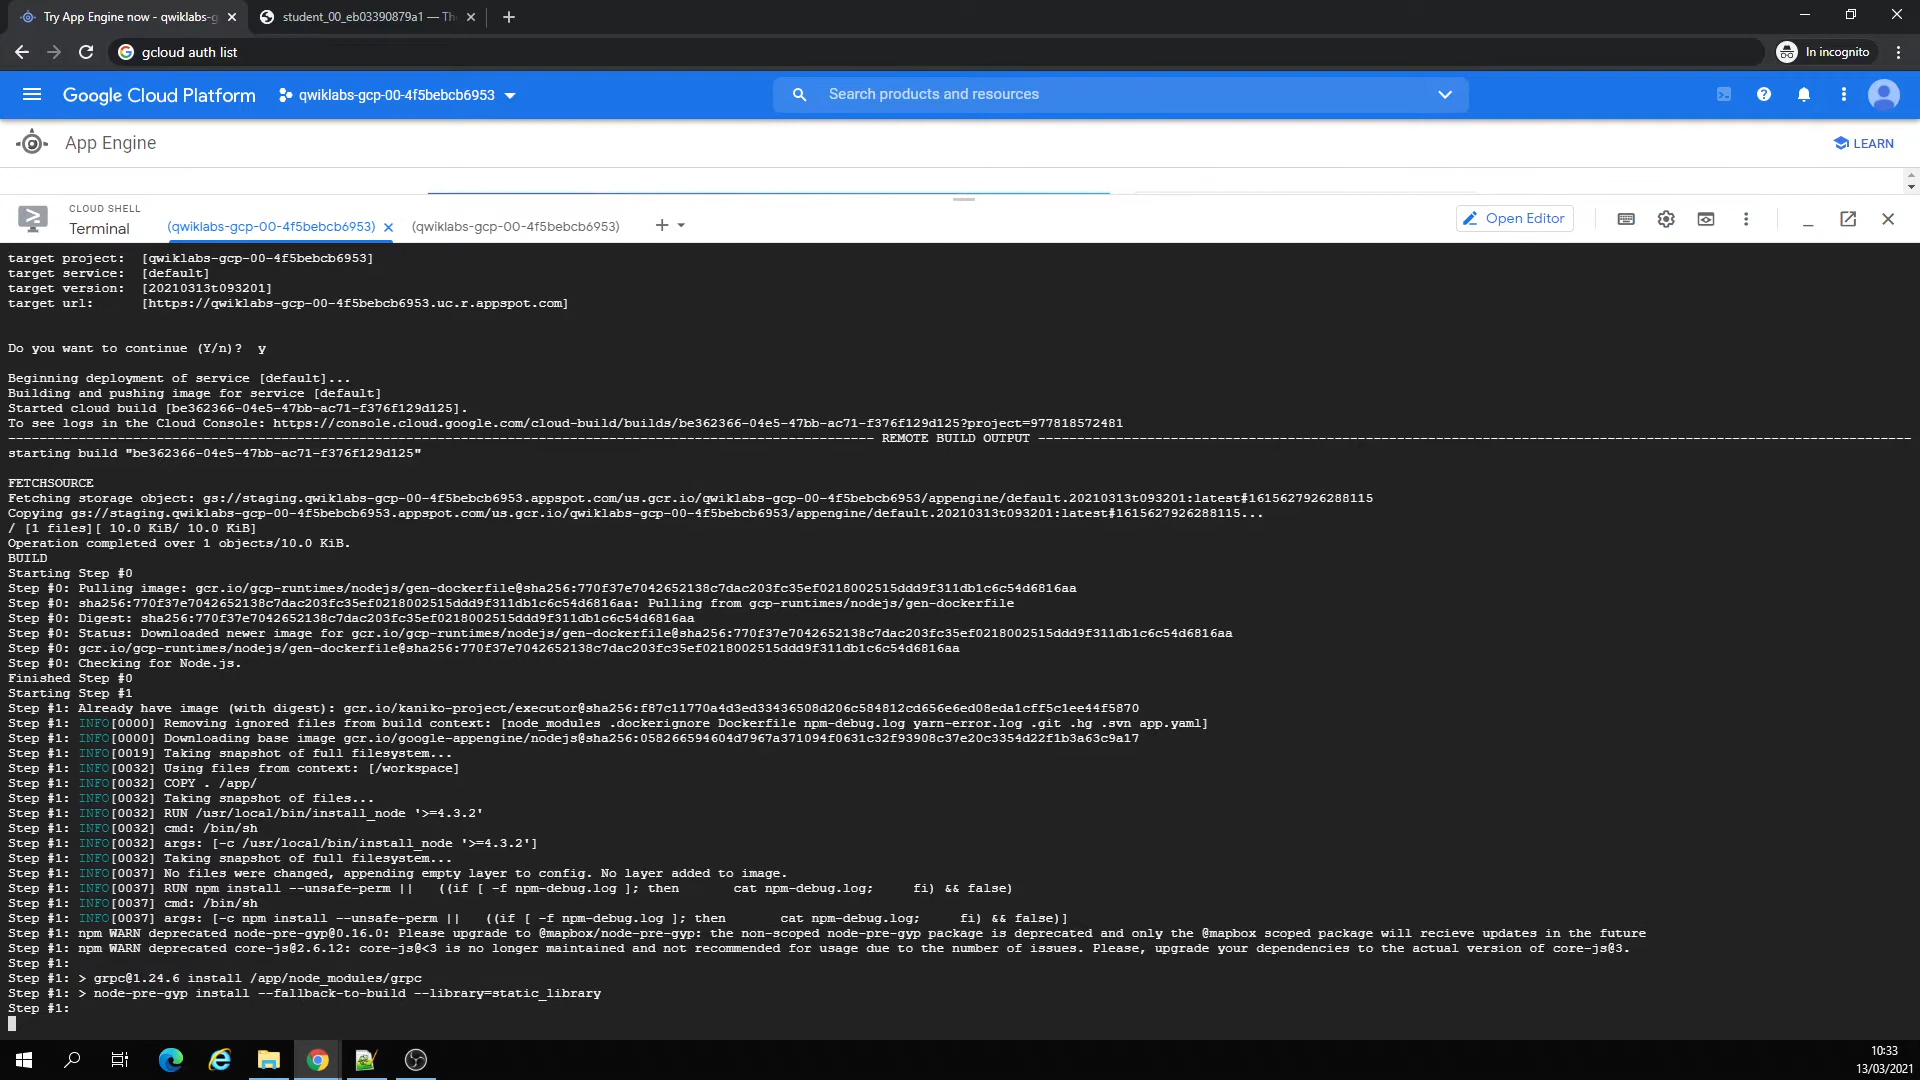 Try App Engine now - qwiklabs-g
student_00_eb03390879a1 — Th
gcloud auth list
In incognito
Google Cloud Platform
qwiklabs-gcp-00-4f5bebcb6953
Search products and resources
App Engine
LEARN
CLOUD SHELL
Terminal
(qwiklabs-gcp-00-4f5bebcb6953)
(qwiklabs-gcp-00-4f5bebcb6953)
Open Editor
target project:  [qwiklabs-gcp-00-4f5bebcb6953]
target service:  [default]
target version:  [20210313t093201]
target url:      [https://qwiklabs-gcp-00-4f5bebcb6953.uc.r.appspot.com]
Do you want to continue (Y/n)?  y
Beginning deployment of service [default]...
Building and pushing image for service [default]
Started cloud build [be362366-04e5-47bb-ac71-f376f129d125].
To see logs in the Cloud Console: https://console.cloud.google.com/cloud-build/builds/be362366-04e5-47bb-ac71-f376f129d125?project=977818572481
REMOTE BUILD OUTPUT
starting build "be362366-04e5-47bb-ac71-f376f129d125"
FETCHSOURCE
Fetching storage object: gs://staging.qwiklabs-gcp-00-4f5bebcb6953.appspot.com/us.gcr.io/qwiklabs-gcp-00-4f5bebcb6953/appengine/default.20210313t093201:latest#1615627926288115
Copying gs://staging.qwiklabs-gcp-00-4f5bebcb6953.appspot.com/us.gcr.io/qwiklabs-gcp-00-4f5bebcb6953/appengine/default.20210313t093201:latest#1615627926288115...
/ [1 files][ 10.0 KiB/ 10.0 KiB]
Operation completed over 1 objects/10.0 KiB.
BUILD
Starting Step #0
Step #0: Pulling image: gcr.io/gcp-runtimes/nodejs/gen-dockerfile@sha256:770f37e7042652138c7dac203fc35ef0218002515ddd9f311db1c6c54d6816aa
Step #0: sha256:770f37e7042652138c7dac203fc35ef0218002515ddd9f311db1c6c54d6816aa: Pulling from gcp-runtimes/nodejs/gen-dockerfile
Step #0: Digest: sha256:770f37e7042652138c7dac203fc35ef0218002515ddd9f311db1c6c54d6816aa
Step #0: Status: Downloaded newer image for gcr.io/gcp-runtimes/nodejs/gen-dockerfile@sha256:770f37e7042652138c7dac203fc35ef0218002515ddd9f311db1c6c54d6816aa
Step #0: gcr.io/gcp-runtimes/nodejs/gen-dockerfile@sha256:770f37e7042652138c7dac203fc35ef0218002515ddd9f311db1c6c54d6816aa
Step #0: Checking for Node.js.
Finished Step #0
Starting Step #1
Step #1: Already have image (with digest): gcr.io/kaniko-project/executor@sha256:f87c11770a4d3ed33436508d206c584812cd656e6ed08eda1cff5c1ee44f5870
Step #1: INFO[0000] Removing ignored files from build context: [node_modules .dockerignore Dockerfile npm-debug.log yarn-error.log .git .hg .svn app.yaml]
Step #1: INFO[0000] Downloading base image gcr.io/google-appengine/nodejs@sha256:058266594604d7967a371094f0631c32f93908c37e20c3354d22f1b3a63c9a17
Step #1: INFO[0019] Taking snapshot of full filesystem...
Step #1: INFO[0032] Using files from context: [/workspace]
Step #1: INFO[0032] COPY . /app/
Step #1: INFO[0032] Taking snapshot of files...
Step #1: INFO[0032] RUN /usr/local/bin/install_node '>=4.3.2'
Step #1: INFO[0032] cmd: /bin/sh
Step #1: INFO[0032] args: [-c /usr/local/bin/install_node '>=4.3.2']
Step #1: INFO[0032] Taking snapshot of full filesystem...
Step #1: INFO[0037] No files were changed, appending empty layer to config. No layer added to image.
Step #1: INFO[0037] RUN npm install --unsafe-perm ||   ((if [ -f npm-debug.log ]; then       cat npm-debug.log;     fi) && false)
Step #1: INFO[0037] cmd: /bin/sh
Step #1: INFO[0037] args: [-c npm install --unsafe-perm ||   ((if [ -f npm-debug.log ]; then       cat npm-debug.log;     fi) && false)]
Step #1: npm WARN deprecated node-pre-gyp@0.16.0: Please upgrade to @mapbox/node-pre-gyp: the non-scoped node-pre-gyp package is deprecated and only the @mapbox scoped package will recieve updates in the future
Step #1: npm WARN deprecated core-js@2.6.12: core-js@<3 is no longer maintained and not recommended for usage due to the number of issues. Please, upgrade your dependencies to the actual version of core-js@3.
Step #1:
Step #1: > grpc@1.24.6 install /app/node_modules/grpc
Step #1: > node-pre-gyp install --fallback-to-build --library=static_library
Step #1:
10:33
13/03/2021